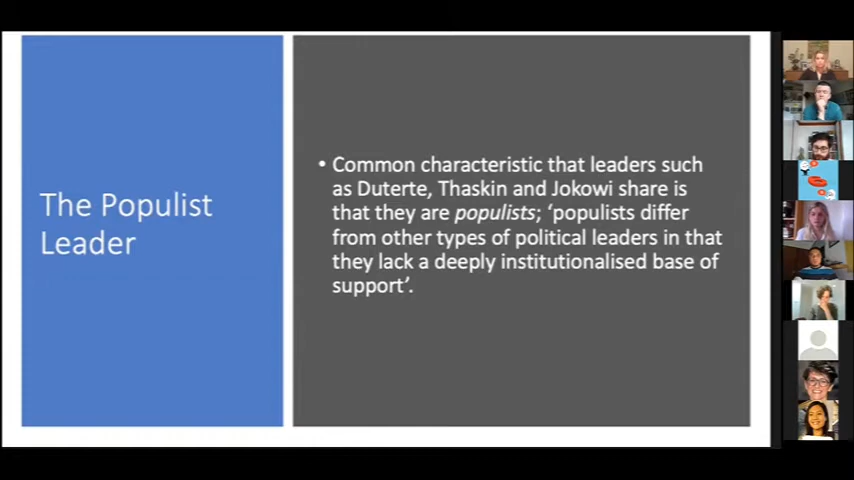 The Populist
Leader
• Common characteristic that leaders such
as Duterte, Thaskin and Jokowi share is
that they are populists; ‘populists differ
from other types of political leaders in that
they lack a deeply institutionalised base of
support’.